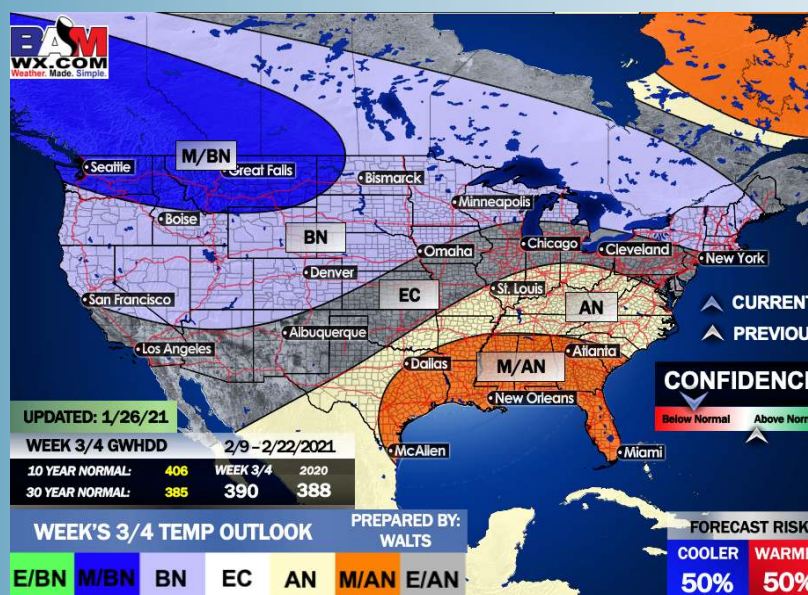 BAM
WX.COM
Weather. Made. Simple.
M/BN
Seattle
Great Falls
Bismarck
Minneapolis
Boise
BN
Omaha
Chicago
Cleveland
New York
Denver
EC
St. Louis
AN
San Francisco
Albuquerque
Los Angeles
Dallas
M/AN
Atlanta
New Orleans
McAllen
Miami
CURRENT
PREVIOU
CONFIDENC
Below Normal Above Norm
UPDATED: 1/26/21
WEEK 3/4 GWHDD 2/9 – 2/22/2021
10 YEAR NORMAL: 406 WEEK 3/4 2020
30 YEAR NORMAL: 385 390 388
WEEK'S 3/4 TEMP OUTLOOK
PREPARED BY:
WALTS
FORECAST RISK
COOLER WARME
50% 50%
E/BN M/BN BN EC AN M/AN E/AN